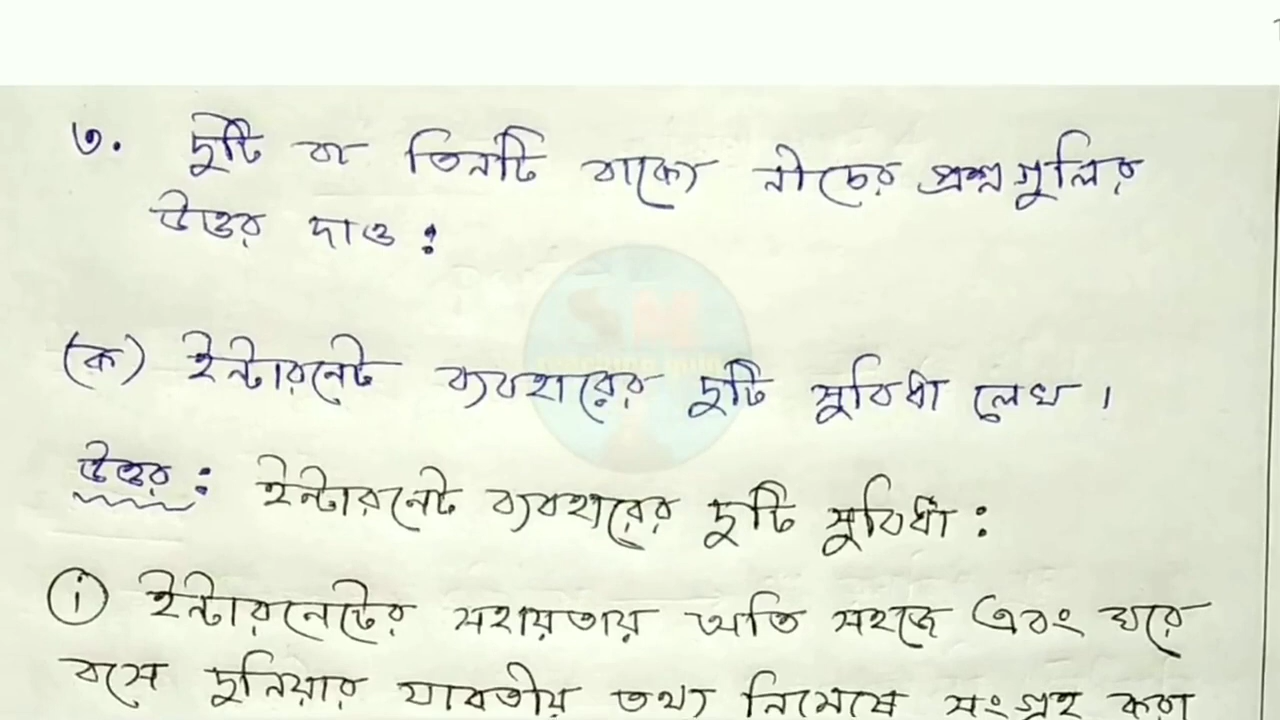 ৩. দুটি বা তিনটি বাক্যে নীচের প্রশ্নগুলির
উত্তর দাও :
(ক) ইন্টারনেট ব্যবহারের দুটি সুবিধা লেখ ।
উত্তর : ইন্টারনেট ব্যবহারের দুটি সুবিধা :
i ইন্টারনেটের সহায়তায় অতি সহজে এবং ঘরে
বসে দুনিয়ার যাবতীয় তথ্য নিমেষে সংগ্রহ করা